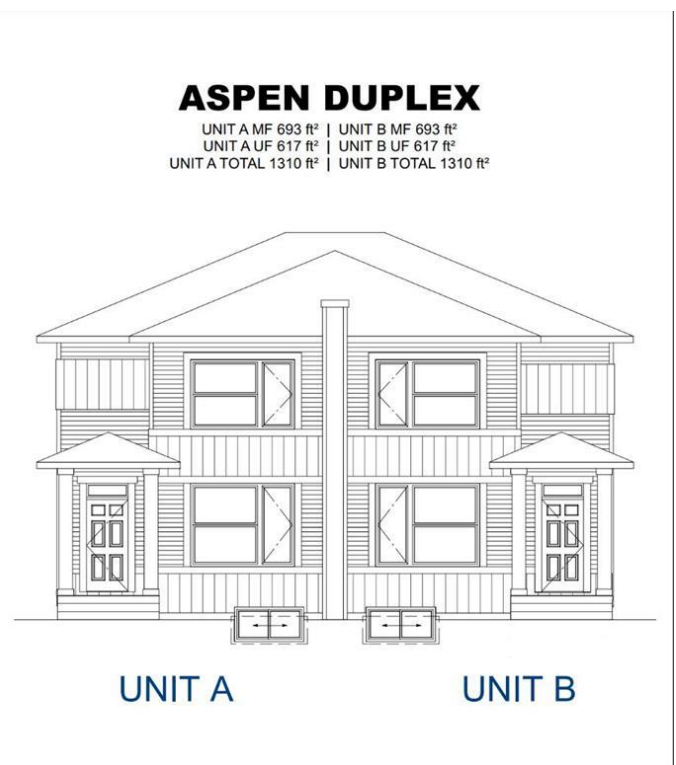 ASPEN DUPLEX
UNIT A MF 693 ft² | UNIT B MF 693 ft²
UNIT A UF 617 ft² | UNIT B UF 617 ft²
UNIT A TOTAL 1310 ft² | UNIT B TOTAL 1310 ft²
UNIT A
UNIT B